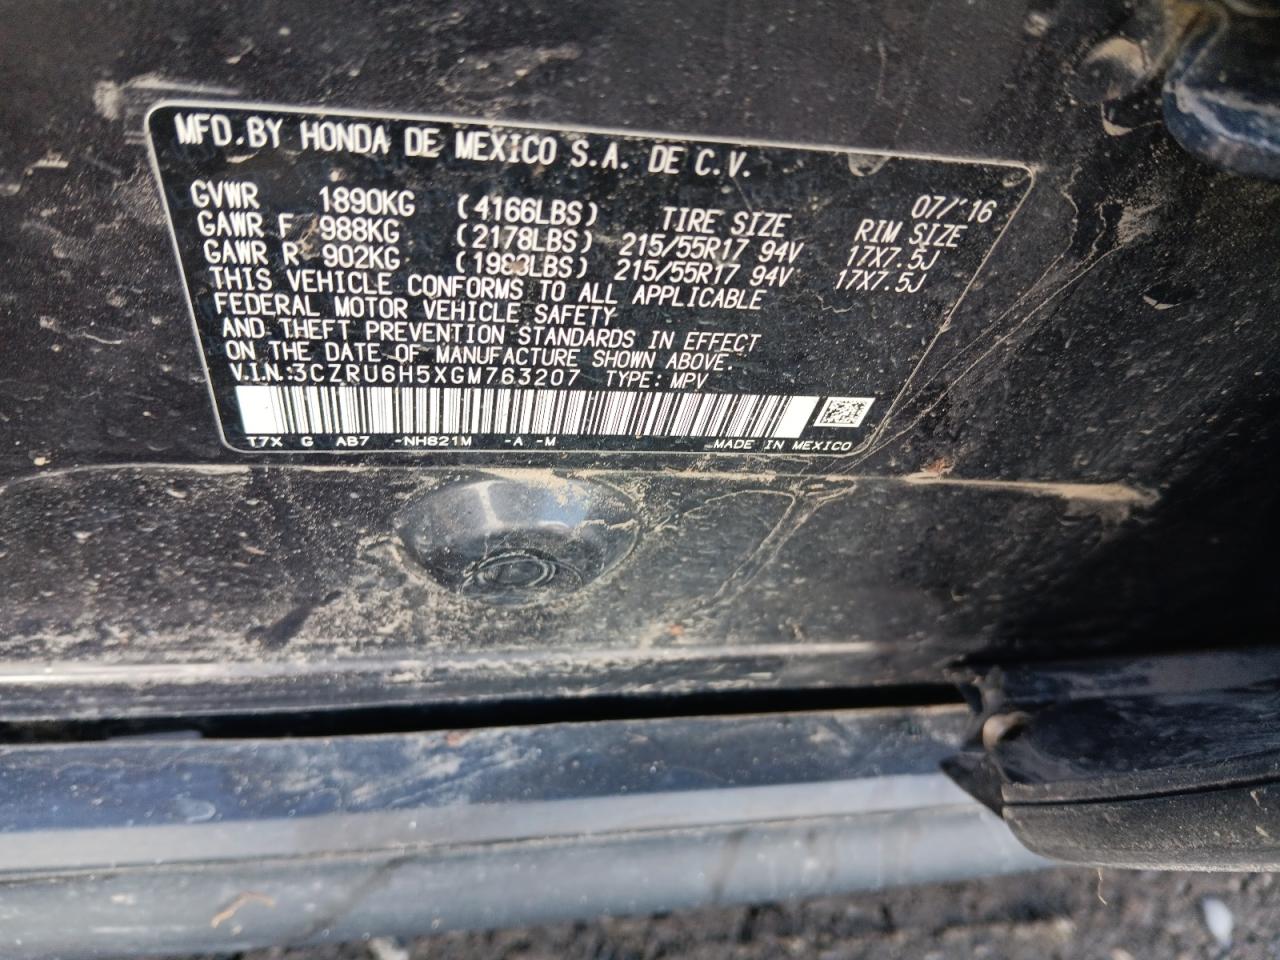 MFD.BY HONDA DE MEXICO S.A. DE C.V.
07/'16
GVWR 1890KG (4166LBS) TIRE SIZE RIM SIZE
GAWR F 988KG (2178LBS) 215/55R17 94V 17X7.5J
GAWR R 902KG (1988LBS) 215/55R17 94V 17X7.5J
THIS VEHICLE CONFORMS TO ALL APPLICABLE
FEDERAL MOTOR VEHICLE SAFETY
AND THEFT PREVENTION STANDARDS IN EFFECT
ON THE DATE OF MANUFACTURE SHOWN ABOVE.
V.I.N.:3CZRU6H5XGM763207 TYPE: MPV
T7X G AB7 -NH821M -A -M MADE IN MEXICO